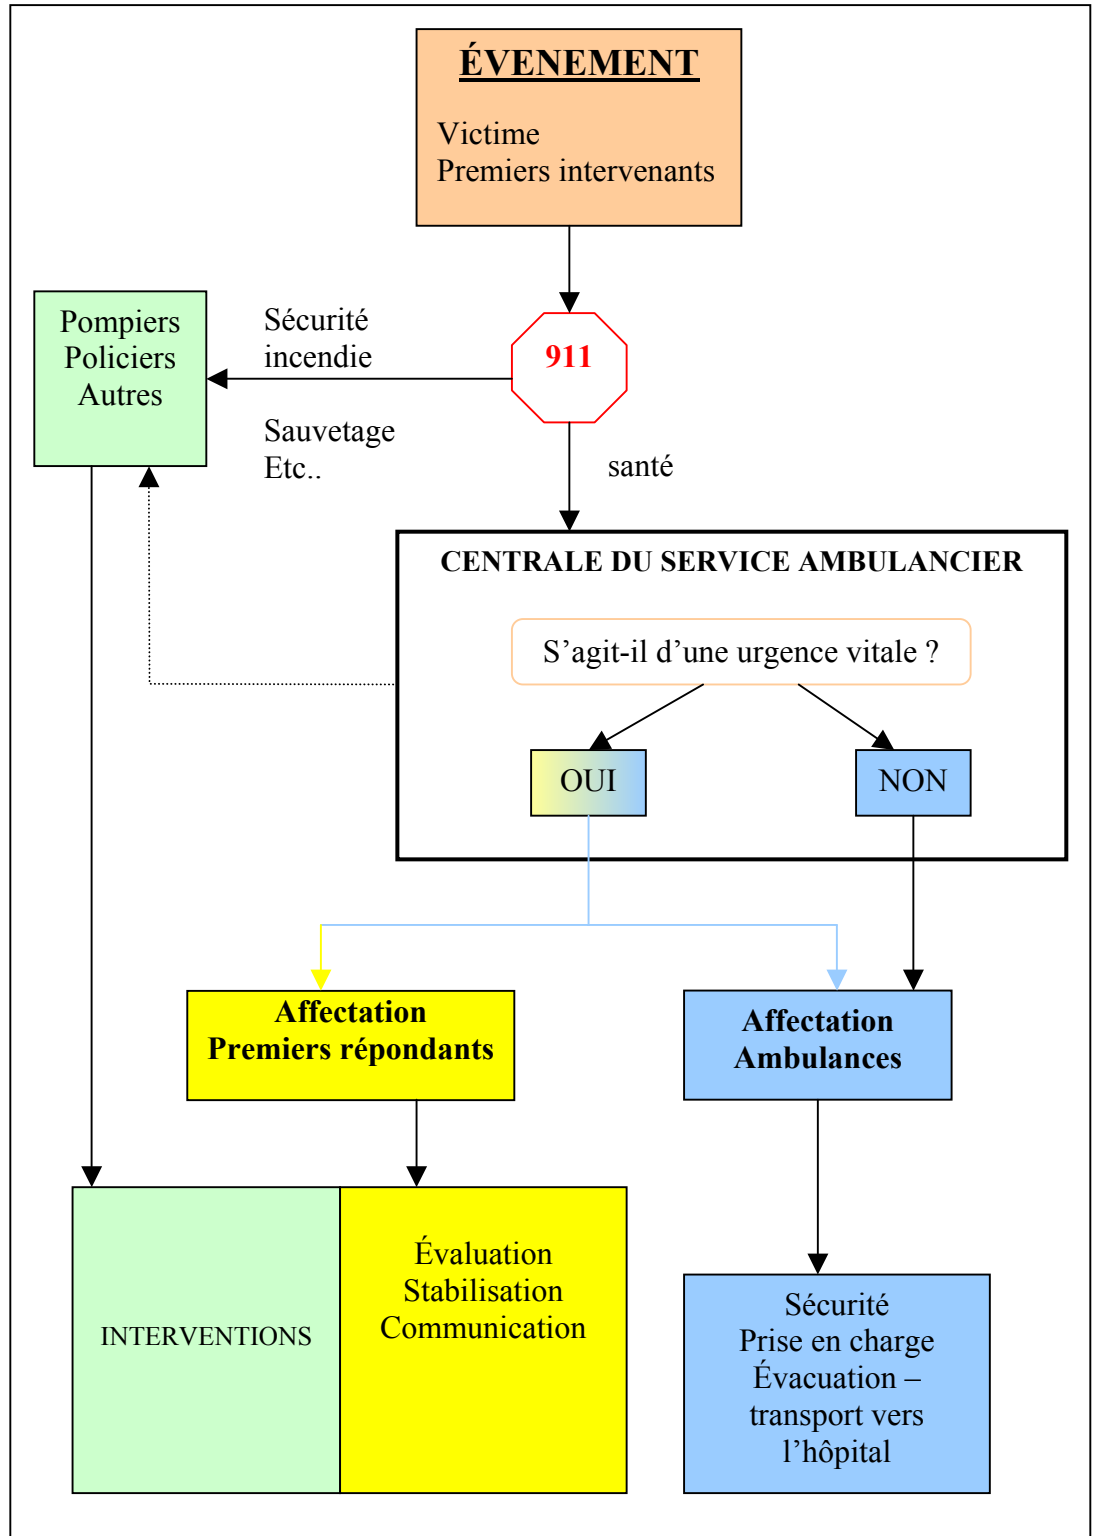 ÉVENEMENT
Victime
Premiers intervenants
Pompiers
Policiers
Autres
Sécurité
incendie
Sauvetage
Etc..
911
santé
CENTRALE DU SERVICE AMBULANCIER
S’agit-il d’une urgence vitale ?
OUI
NON
Affectation
Premiers répondants
Affectation
Ambulances
INTERVENTIONS
Évaluation
Stabilisation
Communication
Sécurité
Prise en charge
Évacuation –
transport vers
l’hôpital